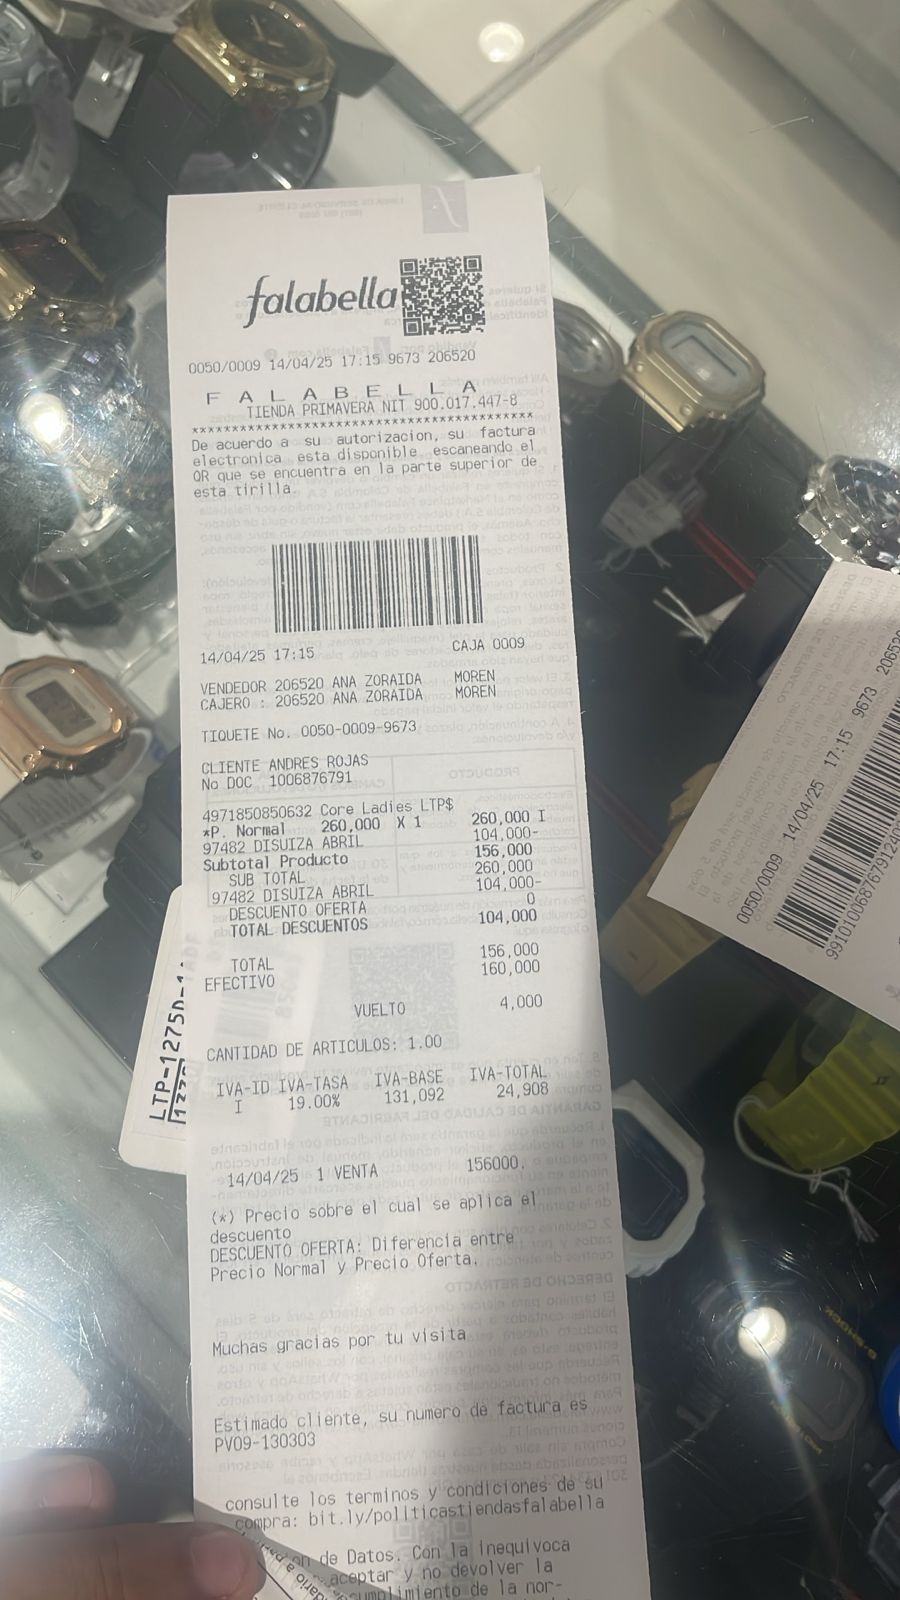 falabella
0050/0009 14/04/25 17:15 9673 206520
F A L A B E L L A
TIENDA PRIMAVERA NIT 900.017.447-8
******************************************
De acuerdo a su autorizacion, su factura
electronica esta disponible escaneando el
QR que se encuentra en la parte superior de
esta tirilla.
14/04/25 17:15 CAJA 0009
VENDEDOR 206520 ANA ZORAIDA MOREN
CAJERO : 206520 ANA ZORAIDA MOREN
TIQUETE No. 0050-0009-9673
CLIENTE ANDRES ROJAS
No DOC 1006876791
4971850850632 Core Ladies LTP$
*P. Normal 260,000 X 1 260,000 I
97482 DISUIZA ABRIL 104,000-
Subtotal Producto 156,000
SUB TOTAL 260,000
97482 DISUIZA ABRIL 104,000-
DESCUENTO OFERTA 0
TOTAL DESCUENTOS 104,000
TOTAL 156,000
EFECTIVO 160,000
VUELTO 4,000
CANTIDAD DE ARTICULOS: 1.00
IVA-ID IVA-TASA IVA-BASE IVA-TOTAL
I 19.00% 131,092 24,908
14/04/25 1 VENTA 156000.
(*) Precio sobre el cual se aplica el
descuento
DESCUENTO OFERTA: Diferencia entre
Precio Normal y Precio Oferta.
Muchas gracias por tu visita
Estimado cliente, su numero de factura es
PV09-130303
consulte los terminos y condiciones de su
compra: bit.ly/politicastiendasfalabella
de Datos. Con la inequivoca
aceptar y no devolver la
de la nor-
LTP-1275D-1
0050/0009 14/04/25 17:15 9673
G-SHOCK